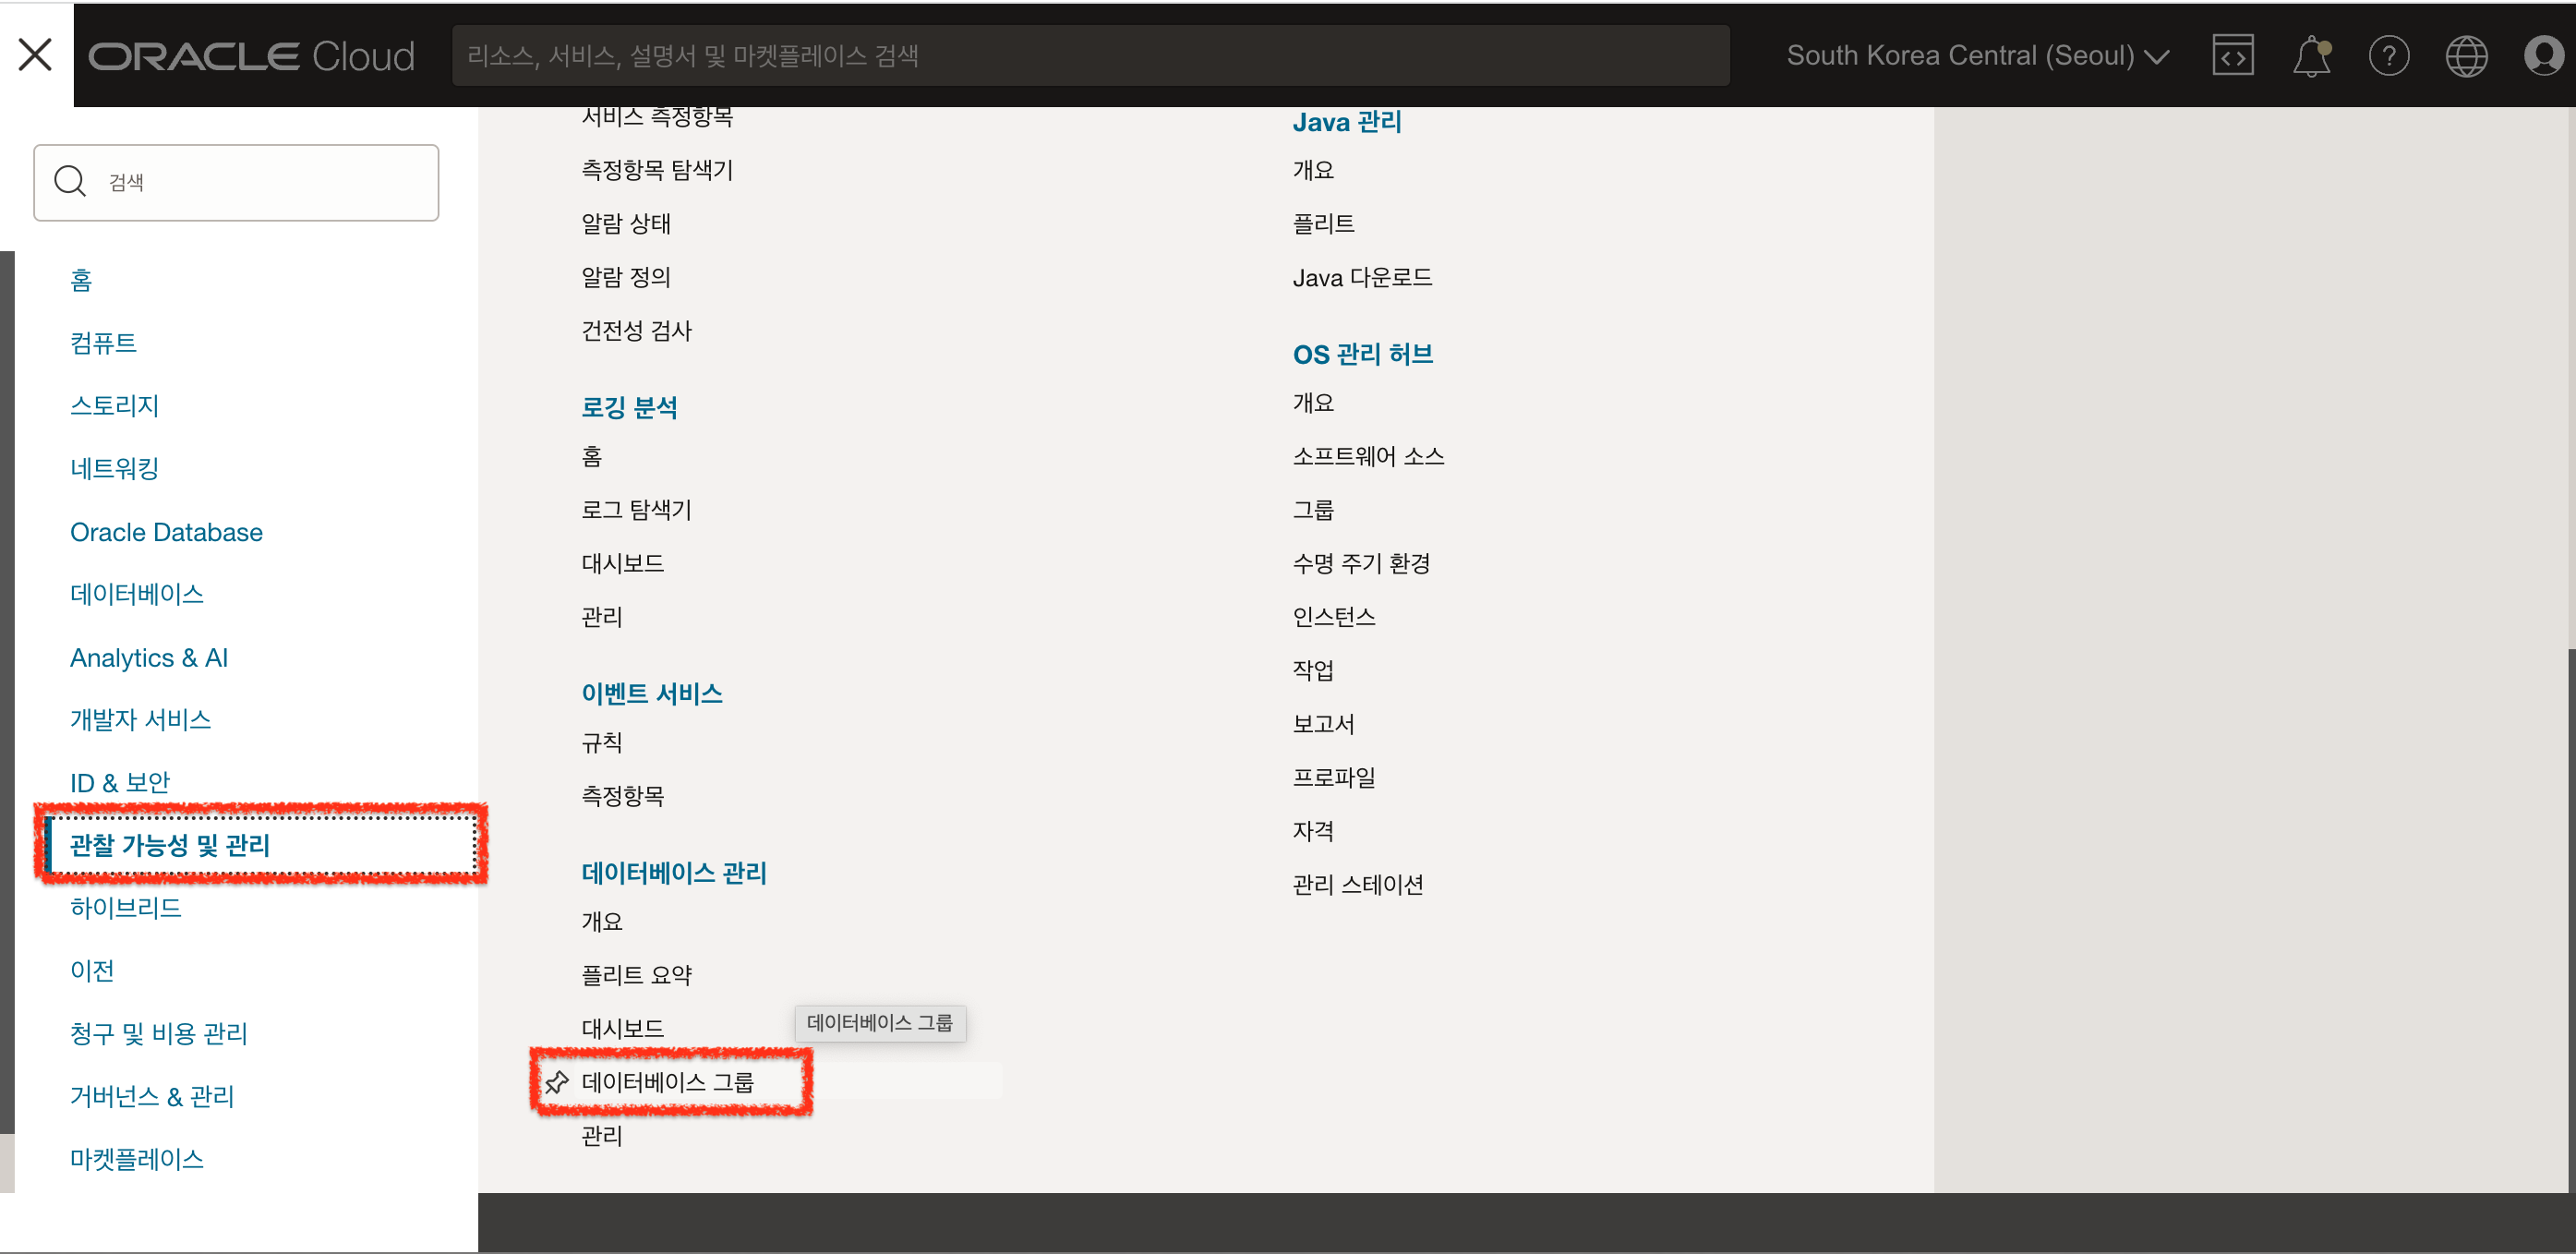 ORACLE Cloud
리소스, 서비스, 설명서 및 마켓플레이스 검색
South Korea Central (Seoul)
검색
홈
컴퓨트
스토리지
네트워킹
Oracle Database
데이터베이스
Analytics & AI
개발자 서비스
ID & 보안
관찰 가능성 및 관리
하이브리드
이전
청구 및 비용 관리
거버넌스 & 관리
마켓플레이스
서비스 측정항목
측정항목 탐색기
알람 상태
알람 정의
건전성 검사
로깅 분석
홈
로그 탐색기
대시보드
관리
이벤트 서비스
규칙
측정항목
데이터베이스 관리
개요
플리트 요약
대시보드
데이터베이스 그룹
데이터베이스 그룹
관리
Java 관리
개요
플리트
Java 다운로드
OS 관리 허브
개요
소프트웨어 소스
그룹
수명 주기 환경
인스턴스
작업
보고서
프로파일
자격
관리 스테이션